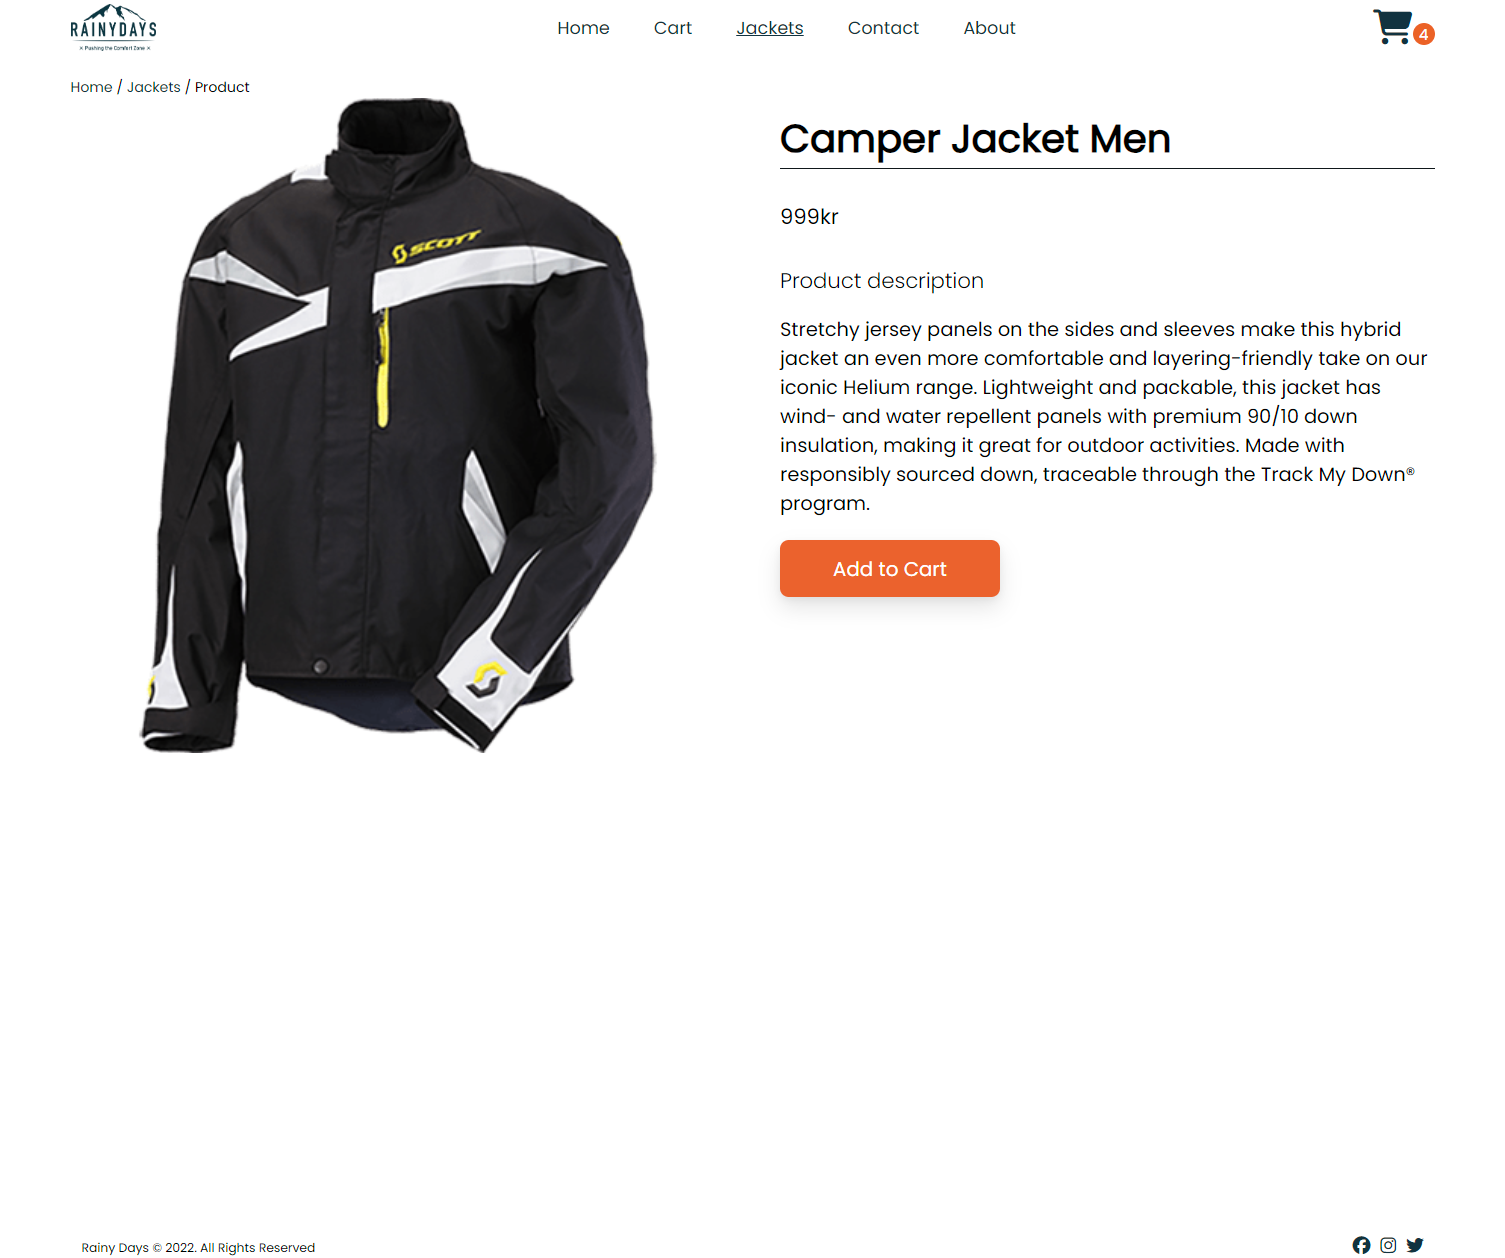 RAINYDAYS
× Pushing the Comfort Zone ×
Home Cart Jackets Contact About
4
Home / Jackets / Product
SCOTT
Camper Jacket Men
999kr
Product description
Stretchy jersey panels on the sides and sleeves make this hybrid
jacket an even more comfortable and layering-friendly take on our
iconic Helium range. Lightweight and packable, this jacket has
wind- and water repellent panels with premium 90/10 down
insulation, making it great for outdoor activities. Made with
responsibly sourced down, traceable through the Track My Down®
program.
Add to Cart
Rainy Days © 2022. All Rights Reserved